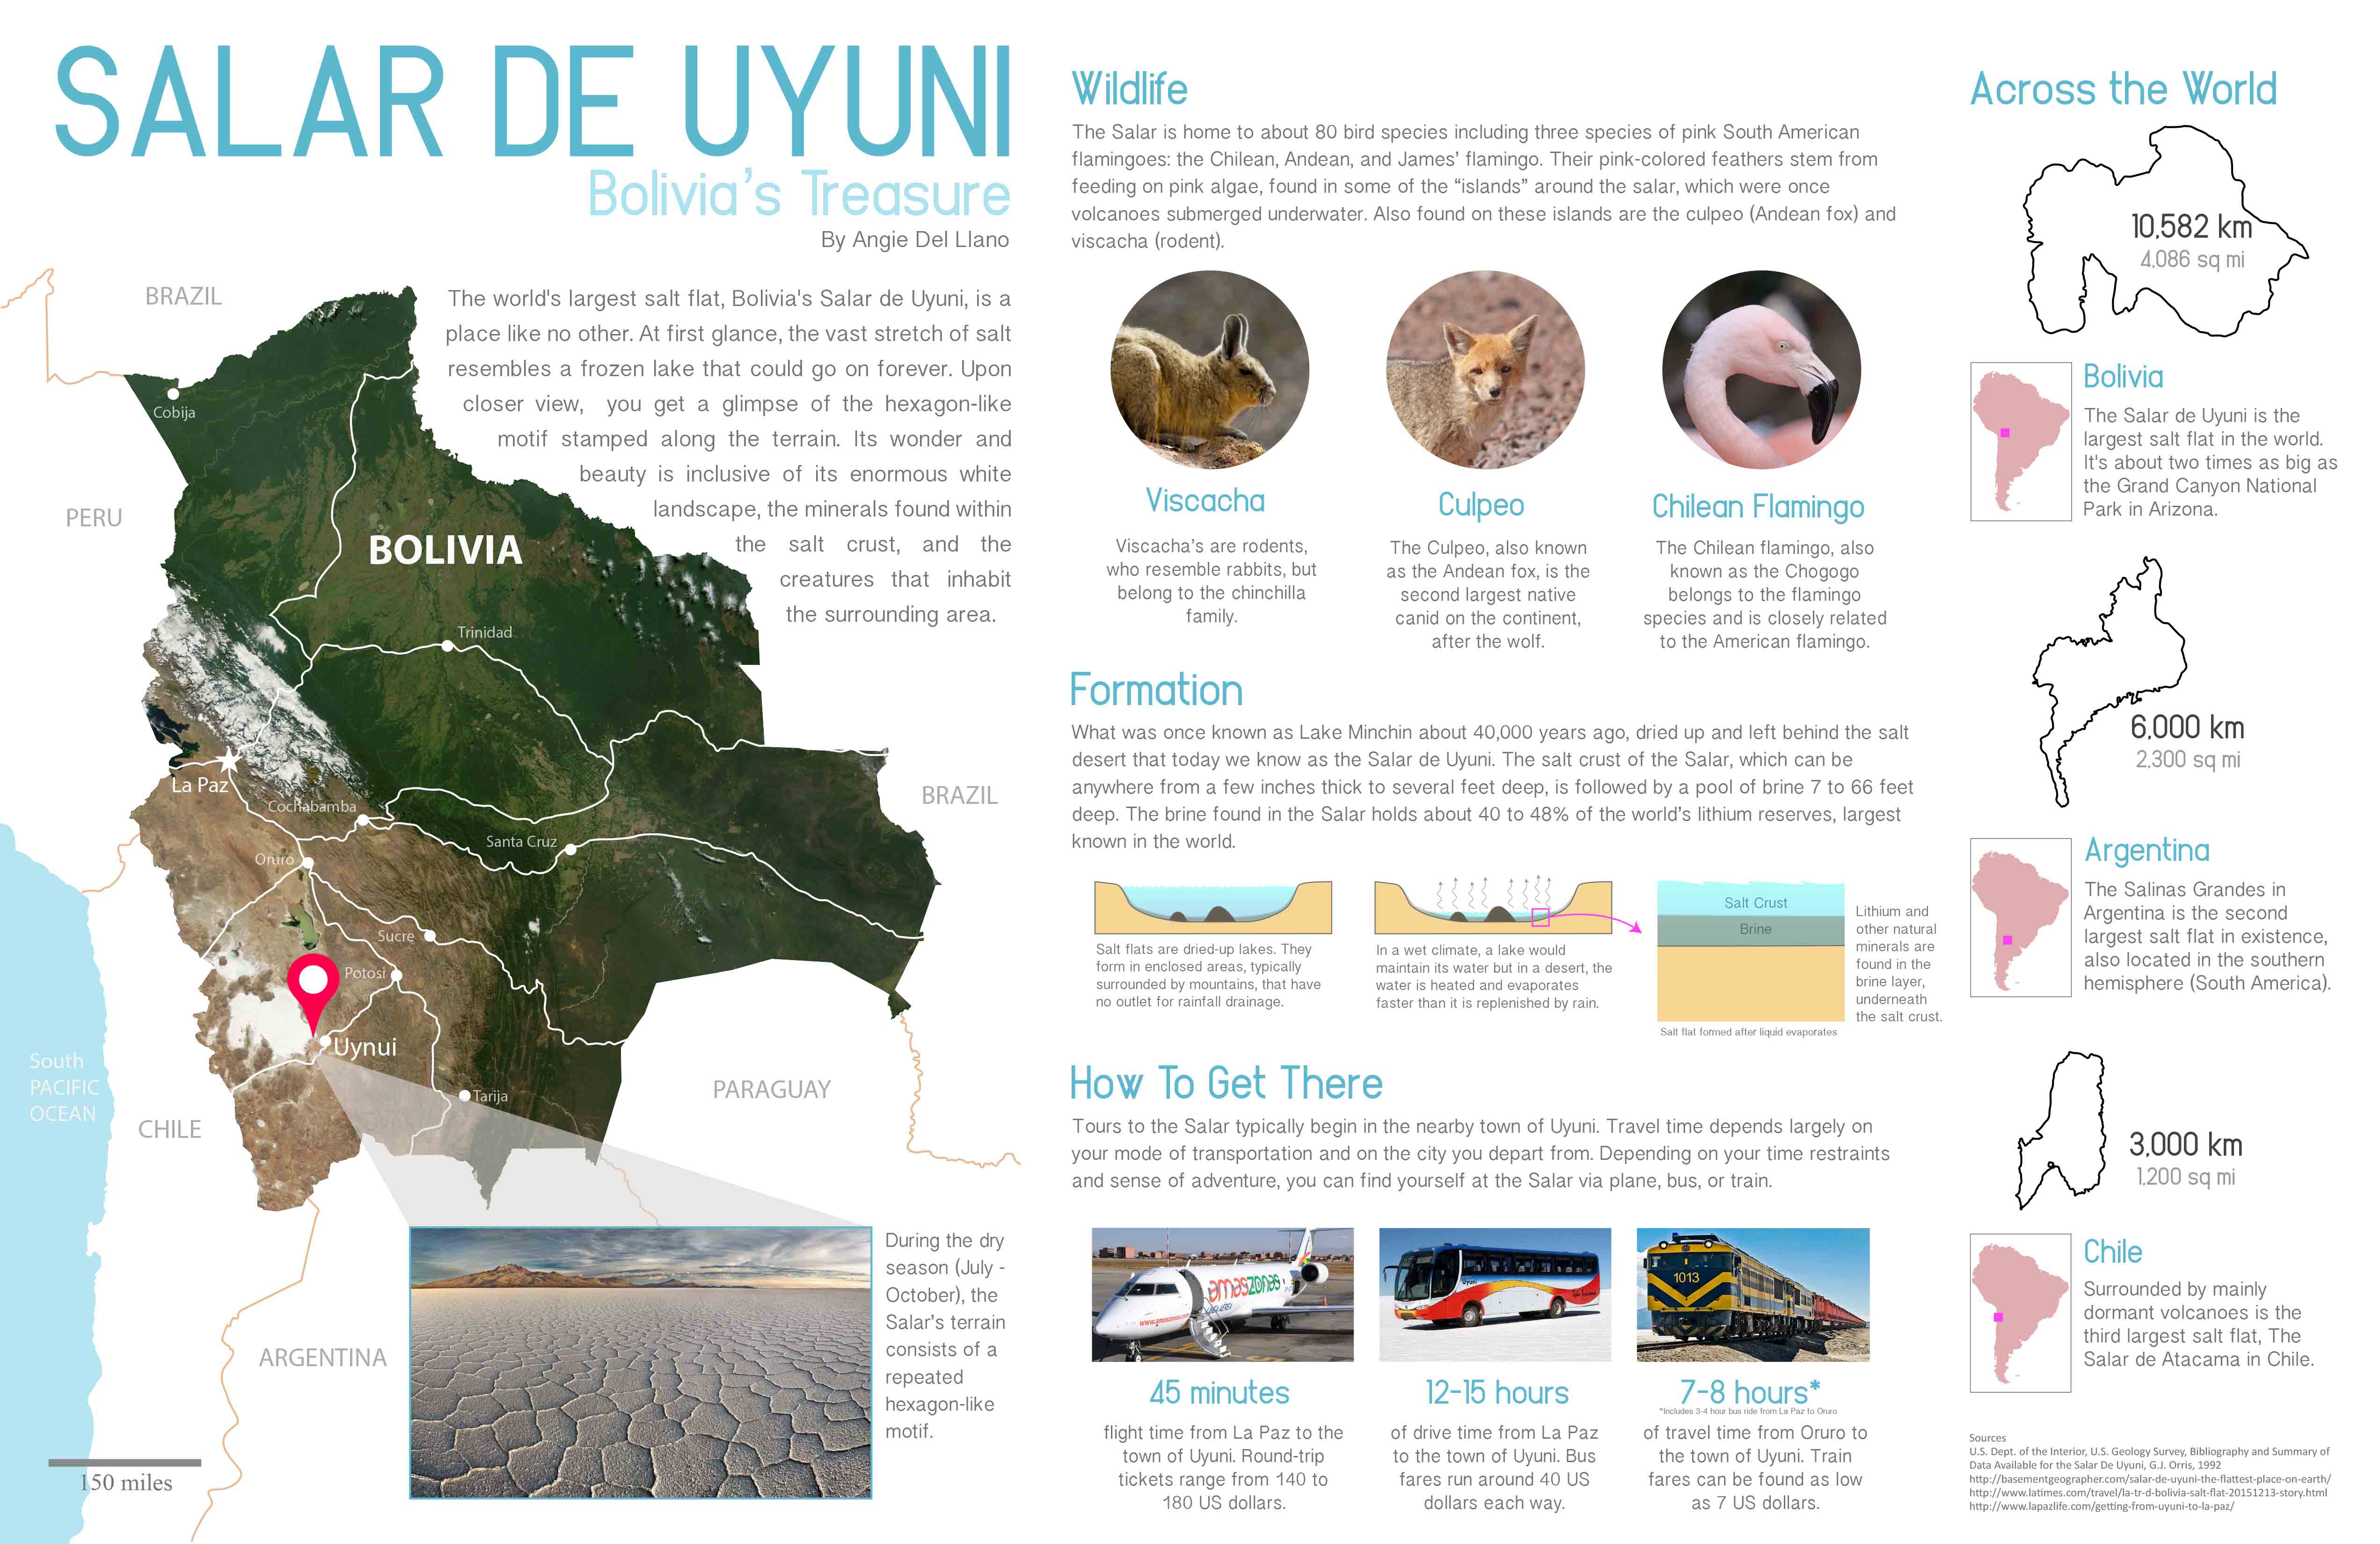 SALAR DE UYUNI
Bolivia's Treasure
By Angie Del Llano
The world's largest salt flat, Bolivia's Salar de Uyuni, is a
place like no other. At first glance, the vast stretch of salt
resembles a frozen lake that could go on forever. Upon
closer view, you get a glimpse of the hexagon-like
motif stamped along the terrain. Its wonder and
beauty is inclusive of its enormous white
landscape, the minerals found within
the salt crust, and the
creatures that inhabit
the surrounding area.
BRAZIL
Cobija
PERU
BOLIVIA
Trinidad
La Paz
Cochabamba
BRAZIL
Santa Cruz
Oruro
Sucre
Potosi
Uynui
South
PACIFIC
OCEAN
Tarija
PARAGUAY
CHILE
ARGENTINA
150 miles
During the dry
season (July -
October), the
Salar's terrain
consists of a
repeated
hexagon-like
motif.
Wildlife
The Salar is home to about 80 bird species including three species of pink South American
flamingoes: the Chilean, Andean, and James' flamingo. Their pink-colored feathers stem from
feeding on pink algae, found in some of the "islands" around the salar, which were once
volcanoes submerged underwater. Also found on these islands are the culpeo (Andean fox) and
viscacha (rodent).
Viscacha
Viscacha's are rodents,
who resemble rabbits, but
belong to the chinchilla
family.
Culpeo
The Culpeo, also known
as the Andean fox, is the
second largest native
canid on the continent,
after the wolf.
Chilean Flamingo
The Chilean flamingo, also
known as the Chogogo
belongs to the flamingo
species and is closely related
to the American flamingo.
Formation
What was once known as Lake Minchin about 40,000 years ago, dried up and left behind the salt
desert that today we know as the Salar de Uyuni. The salt crust of the Salar, which can be
anywhere from a few inches thick to several feet deep, is followed by a pool of brine 7 to 66 feet
deep. The brine found in the Salar holds about 40 to 48% of the world's lithium reserves, largest
known in the world.
Salt flats are dried-up lakes. They
form in enclosed areas, typically
surrounded by mountains, that have
no outlet for rainfall drainage.
In a wet climate, a lake would
maintain its water but in a desert, the
water is heated and evaporates
faster than it is replenished by rain.
Salt Crust
Brine
Salt flat formed after liquid evaporates
Lithium and
other natural
minerals are
found in the
brine layer,
underneath
the salt crust.
How To Get There
Tours to the Salar typically begin in the nearby town of Uyuni. Travel time depends largely on
your mode of transportation and on the city you depart from. Depending on your time restraints
and sense of adventure, you can find yourself at the Salar via plane, bus, or train.
amaszonas
LINEA AEREA
www.amaszonas.com
Uyuni
1013
45 minutes
flight time from La Paz to the
town of Uyuni. Round-trip
tickets range from 140 to
180 US dollars.
12-15 hours
of drive time from La Paz
to the town of Uyuni. Bus
fares run around 40 US
dollars each way.
7-8 hours*
*Includes 3-4 hour bus ride from La Paz to Oruro
of travel time from Oruro to
the town of Uyuni. Train
fares can be found as low
as 7 US dollars.
Across the World
10,582 km
4,086 sq mi
Bolivia
The Salar de Uyuni is the
largest salt flat in the world.
It's about two times as big as
the Grand Canyon National
Park in Arizona.
6,000 km
2,300 sq mi
Argentina
The Salinas Grandes in
Argentina is the second
largest salt flat in existence,
also located in the southern
hemisphere (South America).
3,000 km
1,200 sq mi
Chile
Surrounded by mainly
dormant volcanoes is the
third largest salt flat, The
Salar de Atacama in Chile.
Sources
U.S. Dept. of the Interior, U.S. Geology Survey, Bibliography and Summary of
Data Available for the Salar De Uyuni, G.J. Orris, 1992
http://basementgeographer.com/salar-de-uyuni-the-flattest-place-on-earth/
http://www.latimes.com/travel/la-tr-d-bolivia-salt-flat-20151213-story.html
http://www.lapazlife.com/getting-from-uyuni-to-la-paz/